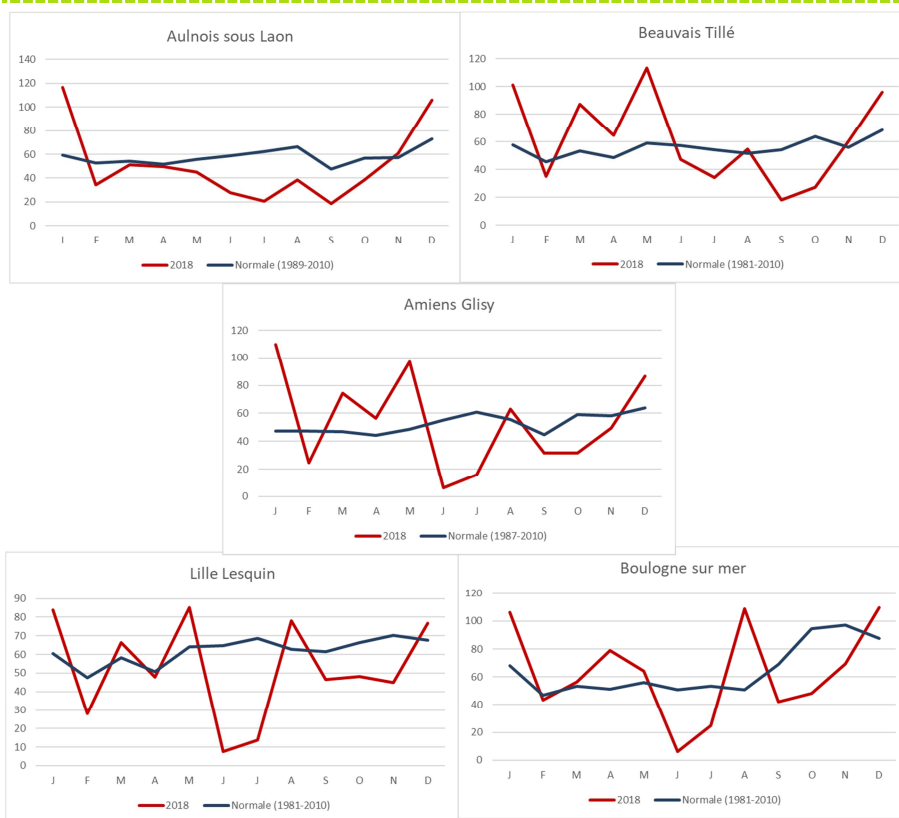 Aulnois sous Laon
140
120
100
80
60
40
20
0
J F M A M J J A S O N D
2018 Normale (1989-2010)
Beauvais Tillé
120
100
80
60
40
20
0
J F M A M J J A S O N D
2018 Normale (1981-2010)
Amiens Glisy
120
100
80
60
40
20
0
J F M A M J J A S O N D
2018 Normale (1987-2010)
Lille Lesquin
90
80
70
60
50
40
30
20
10
0
J F M A M J J A S O N D
2018 Normale (1981-2010)
Boulogne sur mer
120
100
80
60
40
20
0
J F M A M J J A S O N D
2018 Normale (1981-2010)